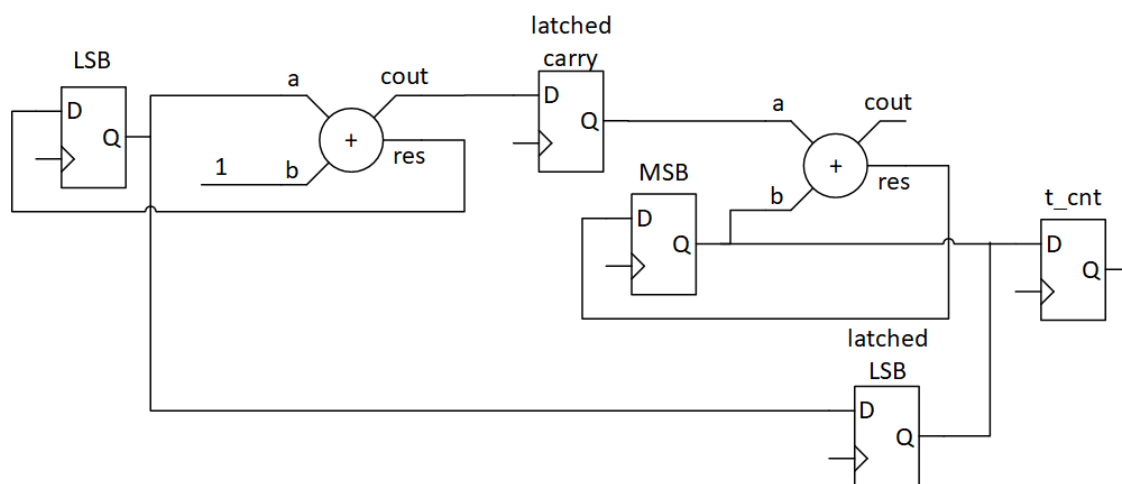 LSB
D
Q
a
1
b
+
cout
res
latched
carry
D
Q
MSB
D
Q
a
b
+
cout
res
t_cnt
D
Q
latched
LSB
D
Q